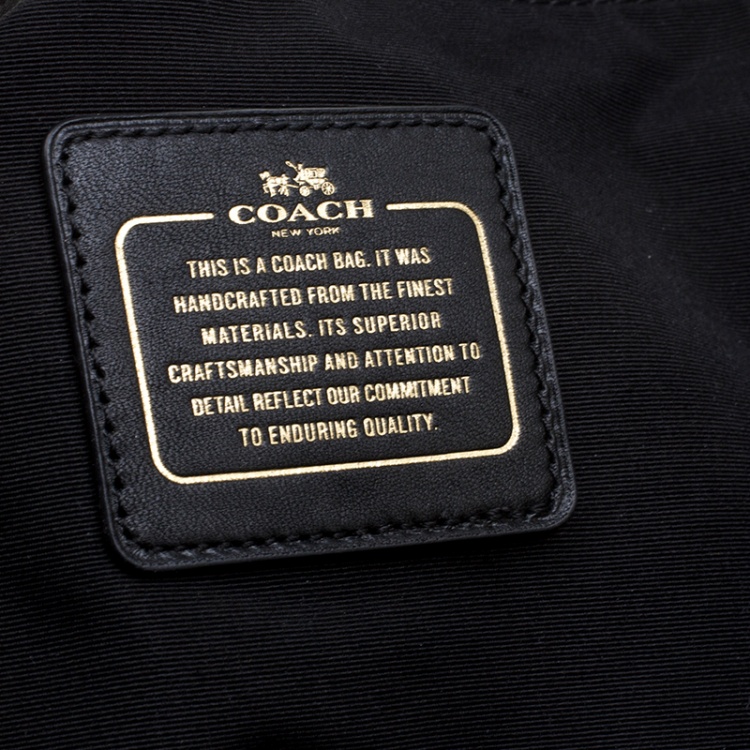 COACH
NEW YORK
THIS IS A COACH BAG. IT WAS
HANDCRAFTED FROM THE FINEST
MATERIALS. ITS SUPERIOR
CRAFTSMANSHIP AND ATTENTION TO
DETAIL REFLECT OUR COMMITMENT
TO ENDURING QUALITY.